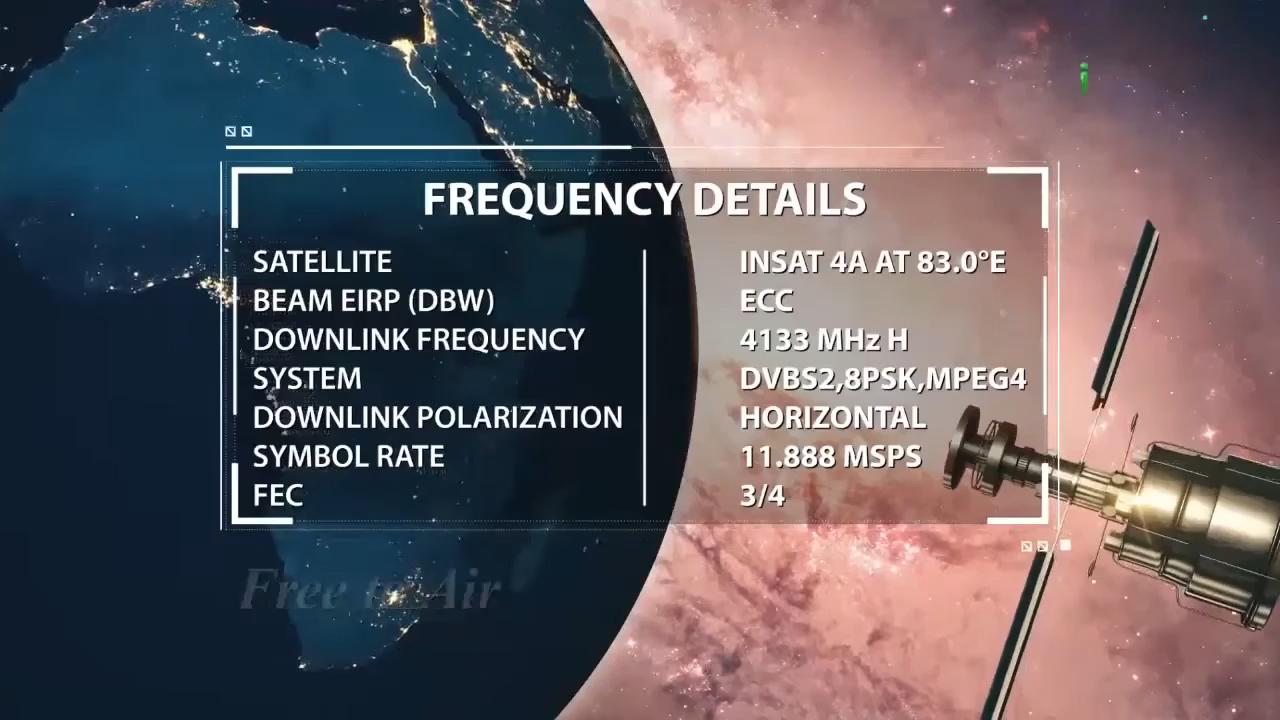 i
FREQUENCY DETAILS
SATELLITE INSAT 4A AT 83.0°E
BEAM EIRP (DBW) ECC
DOWNLINK FREQUENCY 4133 MHz H
SYSTEM DVBS2,8PSK,MPEG4
DOWNLINK POLARIZATION HORIZONTAL
SYMBOL RATE 11.888 MSPS
FEC 3/4
Free to Air